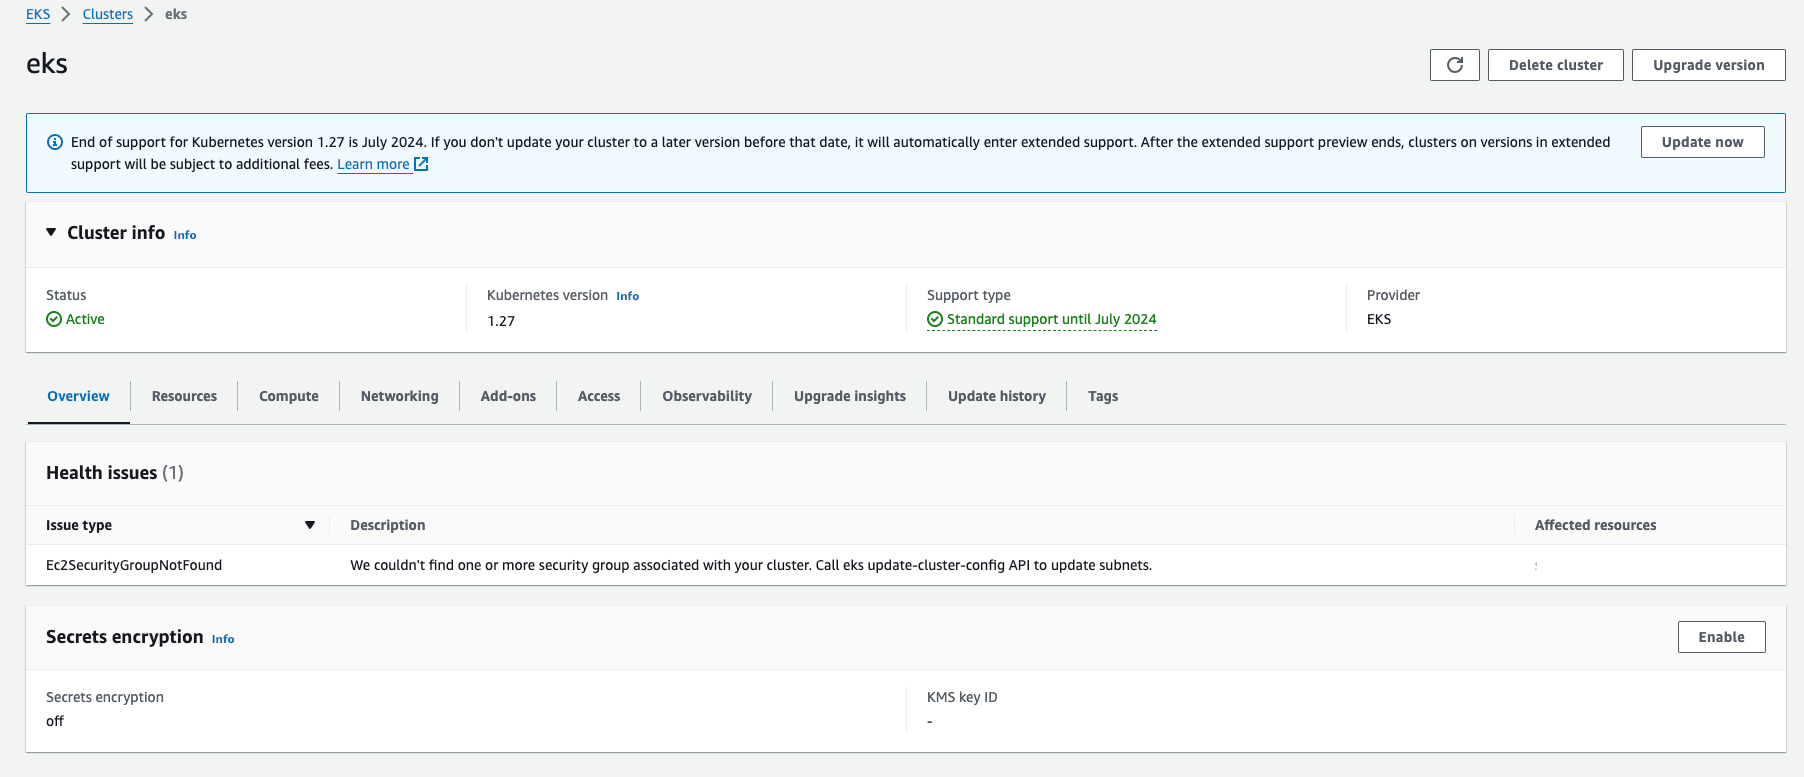 EKS > Clusters > eks
eks
Delete cluster
Upgrade version
End of support for Kubernetes version 1.27 is July 2024. If you don't update your cluster to a later version before that date, it will automatically enter extended support. After the extended support preview ends, clusters on versions in extended
support will be subject to additional fees. Learn more
Update now
Cluster info Info
Status
Active
Kubernetes version Info
1.27
Support type
Standard support until July 2024
Provider
EKS
Overview
Resources
Compute
Networking
Add-ons
Access
Observability
Upgrade insights
Update history
Tags
Health issues (1)
Issue type
Description
Affected resources
Ec2SecurityGroupNotFound
We couldn't find one or more security group associated with your cluster. Call eks update-cluster-config API to update subnets.
Secrets encryption Info
Enable
Secrets encryption
off
KMS key ID
-